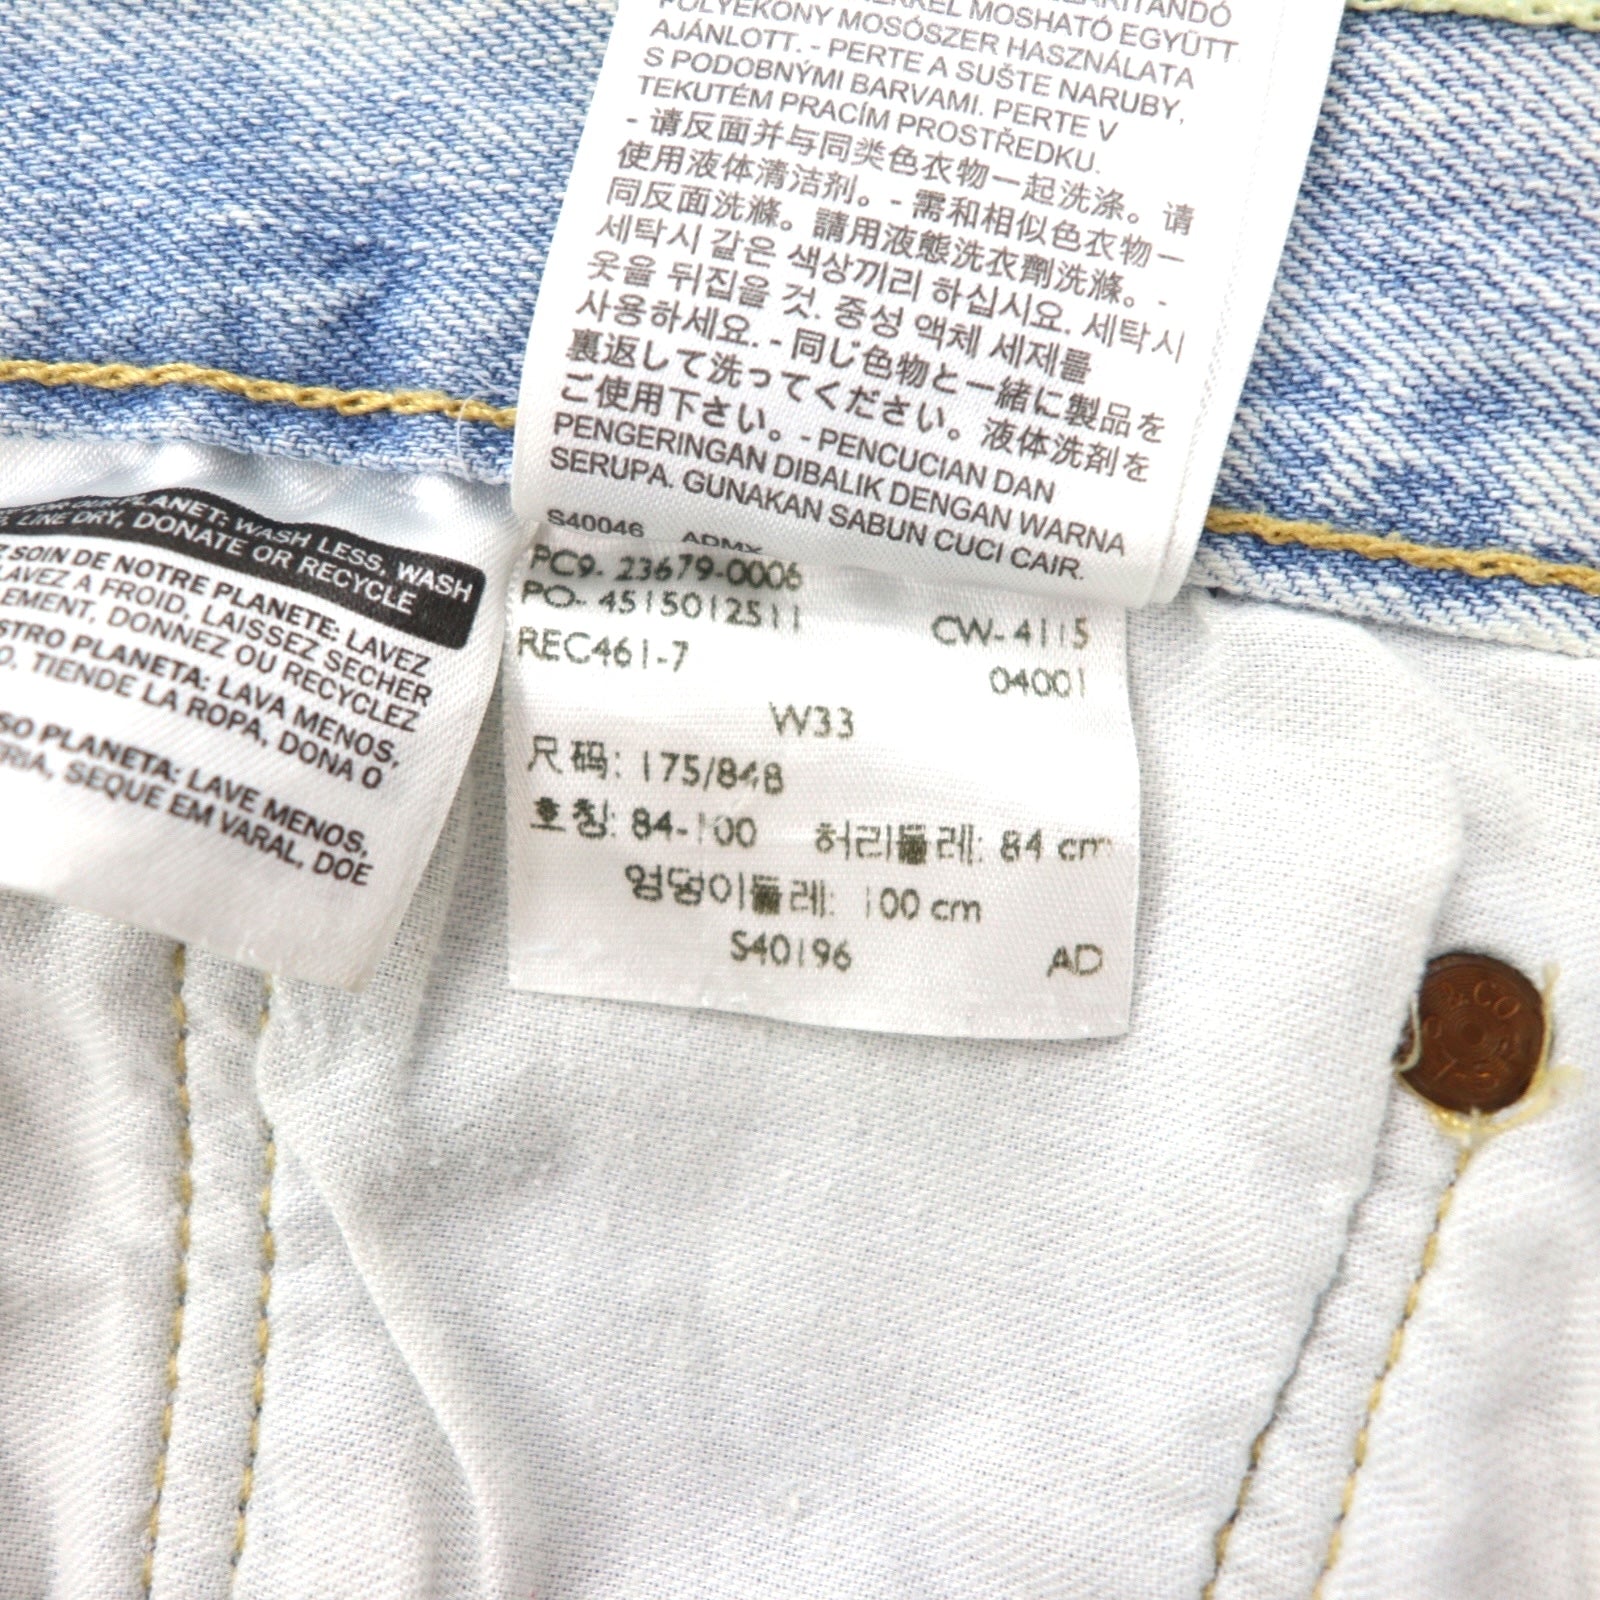 POLYÉKONY MOSÓSZER HASZNÁLATA
AJÁNLOTT. - PERTE A SUŠTE NARUBY,
S PODOBNÝMI BARVAMI. PERTE V
TEKUTÉM PRACÍM PROSTŘEDKU.
- 请反面并与同类色衣物一起洗涤。请
使用液体清洁剂。- 需和相似色衣物一
同反面洗滌。請用液態洗衣劑洗滌。-
세탁시 같은 색상끼리 하십시요. 세탁시
옷을 뒤집을 것. 중성 액체 세제를
사용하세요. - 同じ色物と一緒に製品を
裏返して洗ってください。液体洗剤を
ご使用下さい。- PENCUCIAN DAN
PENGERINGAN DIBALIK DENGAN WARNA
SERUPA. GUNAKAN SABUN CUCI CAIR.
S40046 ADMX
PC9- 23679-0006
PO- 4515012511 CW-4115
REC461-7 04001
W33
尺码: 175/84B
호칭: 84-100 허리둘레: 84 cm
엉덩이둘레: 100 cm
S40196 AD
PLANET: WASH LESS, WASH
LINE DRY, DONATE OR RECYCLE
SOIN DE NOTRE PLANETE: LAVEZ
LAVEZ A FROID, LAISSEZ SECHER
DONNEZ OU RECYCLEZ
PLANETA: LAVA MENOS,
TIENDE LA ROPA, DONA O
PLANETA: LAVE MENOS,
SEQUE EM VARAL, DOE
& CO